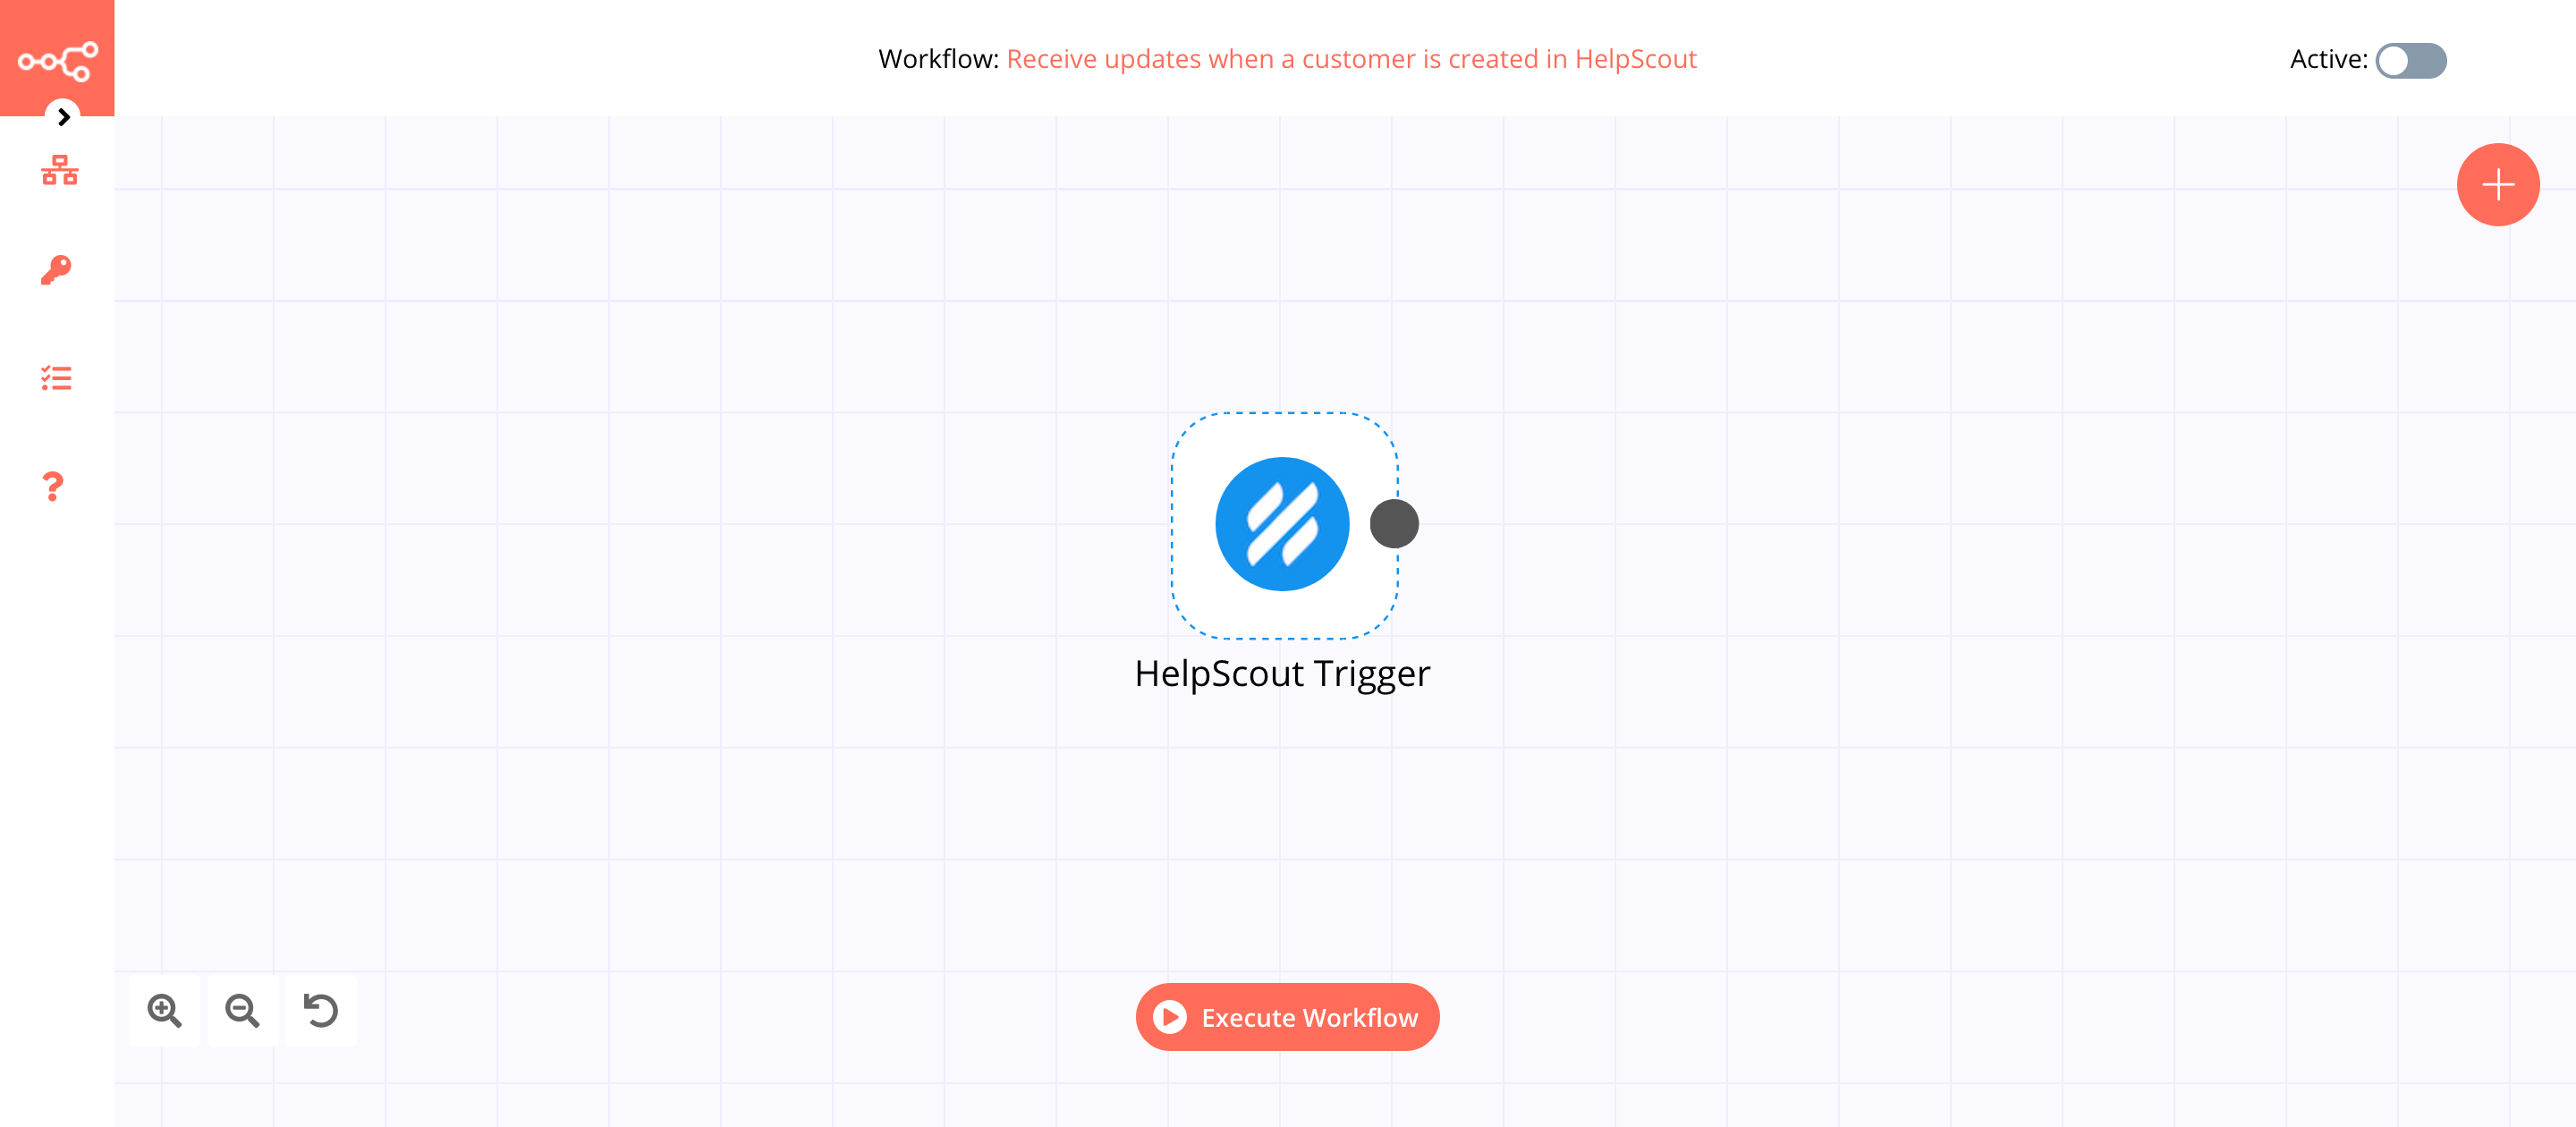 Workflow: Receive updates when a customer is created in HelpScout
Active:
HelpScout Trigger
Execute Workflow